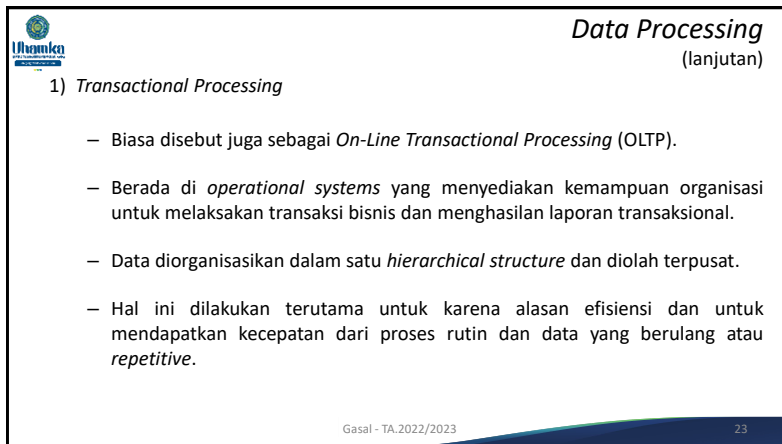 Data Processing
(lanjutan)
Uhamka
1) Transactional Processing
– Biasa disebut juga sebagai On-Line Transactional Processing (OLTP).
– Berada di operational systems yang menyediakan kemampuan organisasi
untuk melaksakan transaksi bisnis dan menghasilan laporan transaksional.
– Data diorganisasikan dalam satu hierarchical structure dan diolah terpusat.
– Hal ini dilakukan terutama untuk karena alasan efisiensi dan untuk
mendapatkan kecepatan dari proses rutin dan data yang berulang atau
repetitive.
Gasal - TA.2022/2023
23